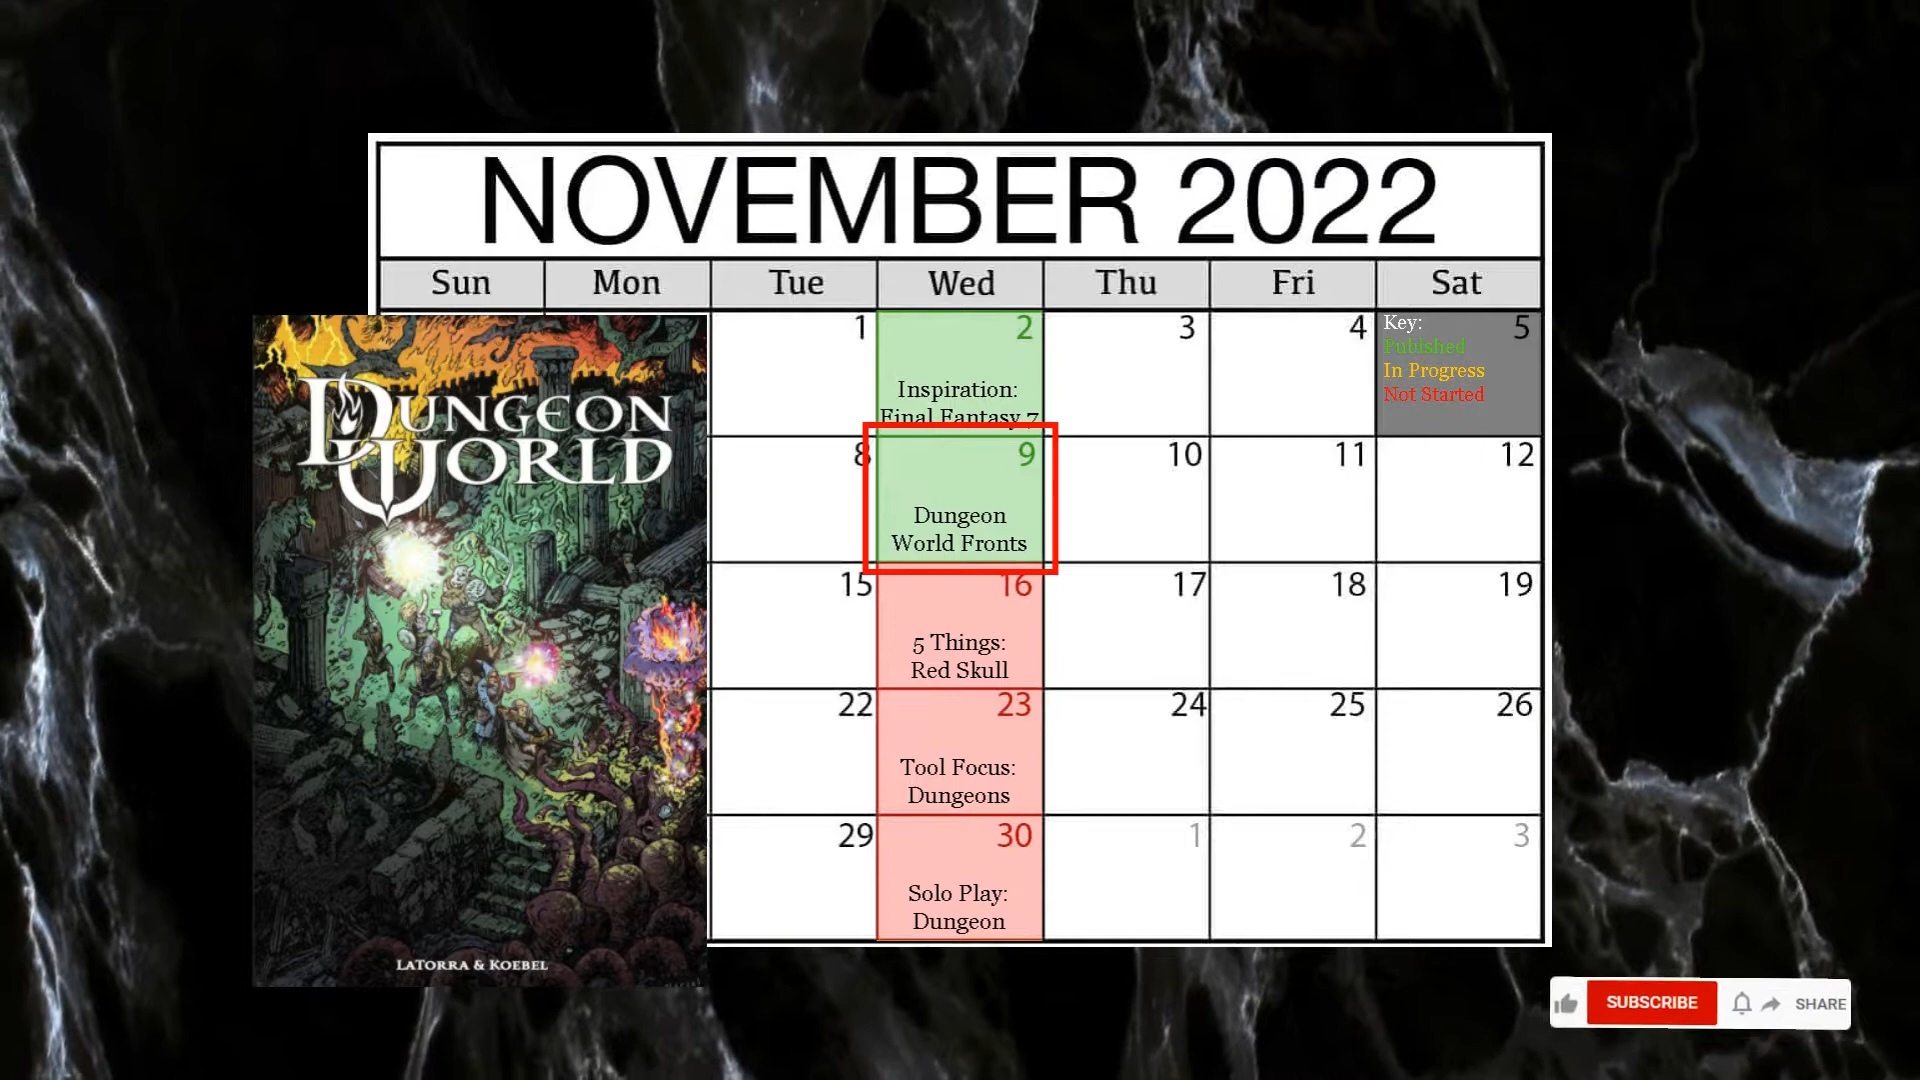 NOVEMBER 2022
Sun Mon Tue Wed Thu Fri Sat
1 2 3 4 5
Key:
Pubished
In Progress
Not Started
Inspiration:
Final Fantasy 7
8 9 10 11 12
Dungeon
World Fronts
15 16 17 18 19
5 Things:
Red Skull
22 23 24 25 26
Tool Focus:
Dungeons
29 30 1 2 3
Solo Play:
Dungeon
DUNGEON
WORLD
LATORRA & KOEBEL
SUBSCRIBE
SHARE